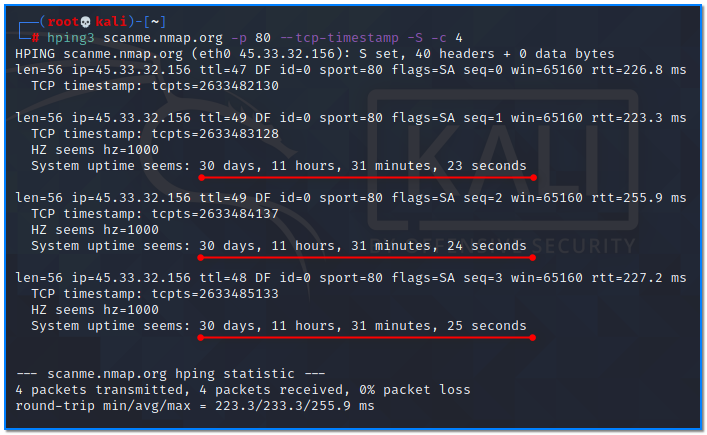 ┌──(root💀kali)-[~]
└─# hping3 scanme.nmap.org -p 80 --tcp-timestamp -S -c 4
HPING scanme.nmap.org (eth0 45.33.32.156): S set, 40 headers + 0 data bytes
len=56 ip=45.33.32.156 ttl=47 DF id=0 sport=80 flags=SA seq=0 win=65160 rtt=226.8 ms
TCP timestamp: tcpts=2633482130
len=56 ip=45.33.32.156 ttl=49 DF id=0 sport=80 flags=SA seq=1 win=65160 rtt=223.3 ms
TCP timestamp: tcpts=2633483128
HZ seems hz=1000
System uptime seems: 30 days, 11 hours, 31 minutes, 23 seconds
len=56 ip=45.33.32.156 ttl=49 DF id=0 sport=80 flags=SA seq=2 win=65160 rtt=255.9 ms
TCP timestamp: tcpts=2633484137
HZ seems hz=1000
System uptime seems: 30 days, 11 hours, 31 minutes, 24 seconds
len=56 ip=45.33.32.156 ttl=48 DF id=0 sport=80 flags=SA seq=3 win=65160 rtt=227.2 ms
TCP timestamp: tcpts=2633485133
HZ seems hz=1000
System uptime seems: 30 days, 11 hours, 31 minutes, 25 seconds
--- scanme.nmap.org hping statistic ---
4 packets transmitted, 4 packets received, 0% packet loss
round-trip min/avg/max = 223.3/233.3/255.9 ms
KALI
SECURITY